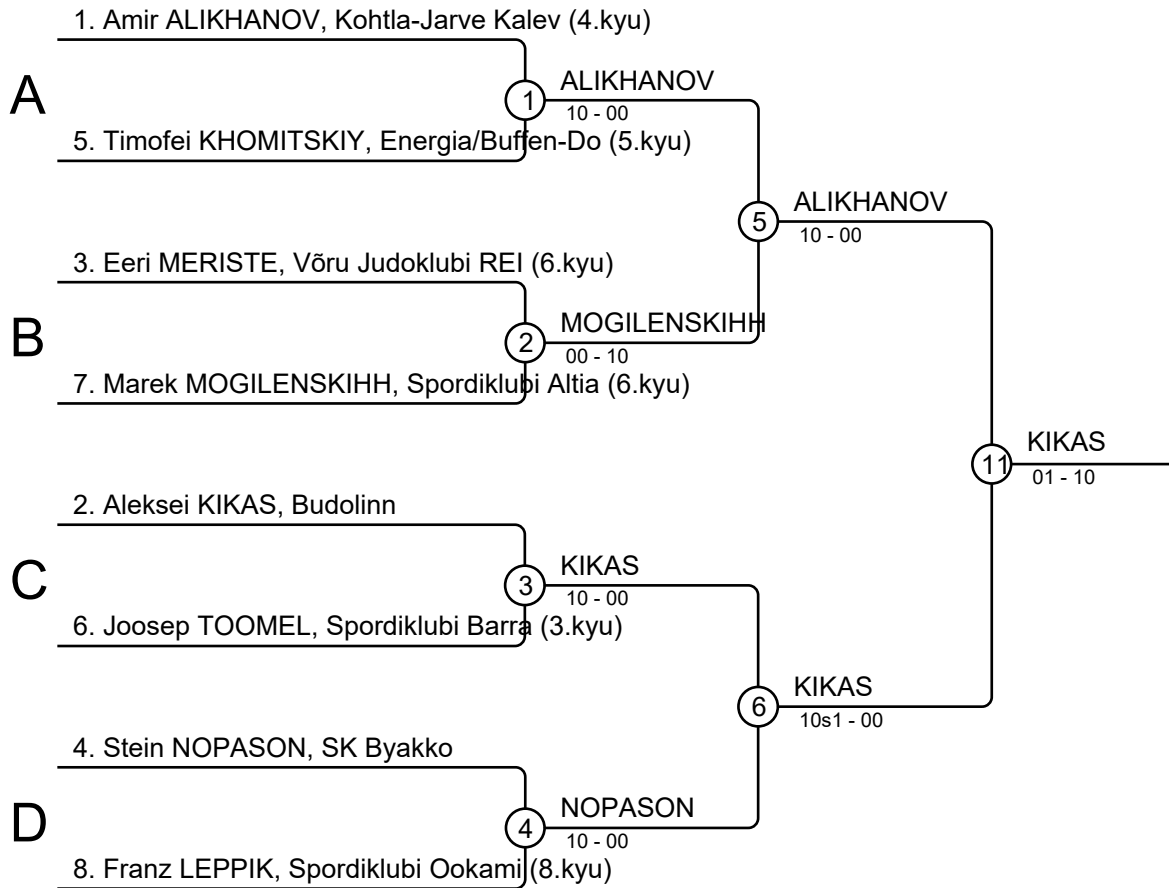 1. Amir ALIKHANOV, Kohtla-Jarve Kalev (4.kyu)
A
1
ALIKHANOV
10 - 00
5. Timofei KHOMITSKIY, Energia/Buffen-Do (5.kyu)
5
ALIKHANOV
10 - 00
3. Eeri MERISTE, Võru Judoklubi REI (6.kyu)
B
2
MOGILENSKIHH
00 - 10
7. Marek MOGILENSKIHH, Spordiklubi Altia (6.kyu)
11
KIKAS
01 - 10
2. Aleksei KIKAS, Budolinn
C
3
KIKAS
10 - 00
6. Joosep TOOMEL, Spordiklubi Barra (3.kyu)
6
KIKAS
10s1 - 00
4. Stein NOPASON, SK Byakko
D
4
NOPASON
10 - 00
8. Franz LEPPIK, Spordiklubi Ookami (8.kyu)